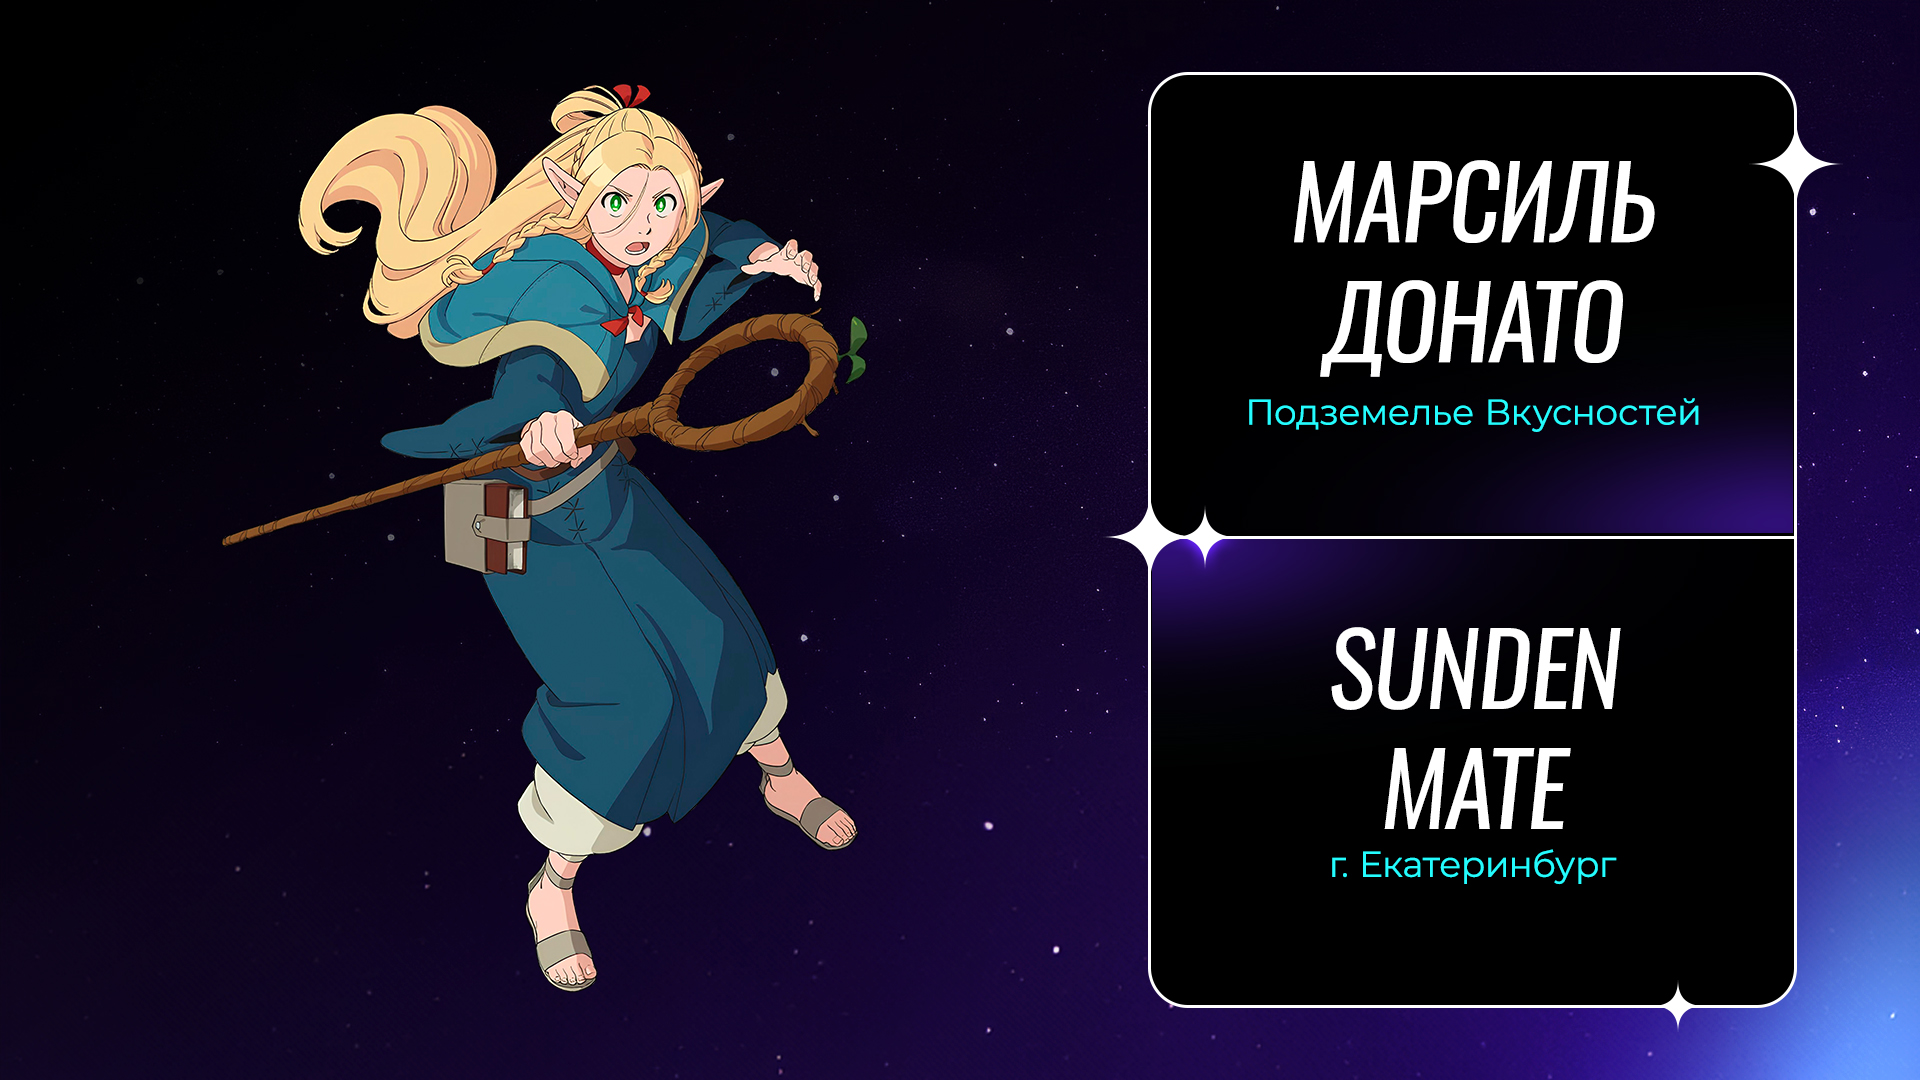 МАРСИЛЬ
ДОНАТО
Подземелье Вкусностей
SUNDEN
MATE
г. Екатеринбург